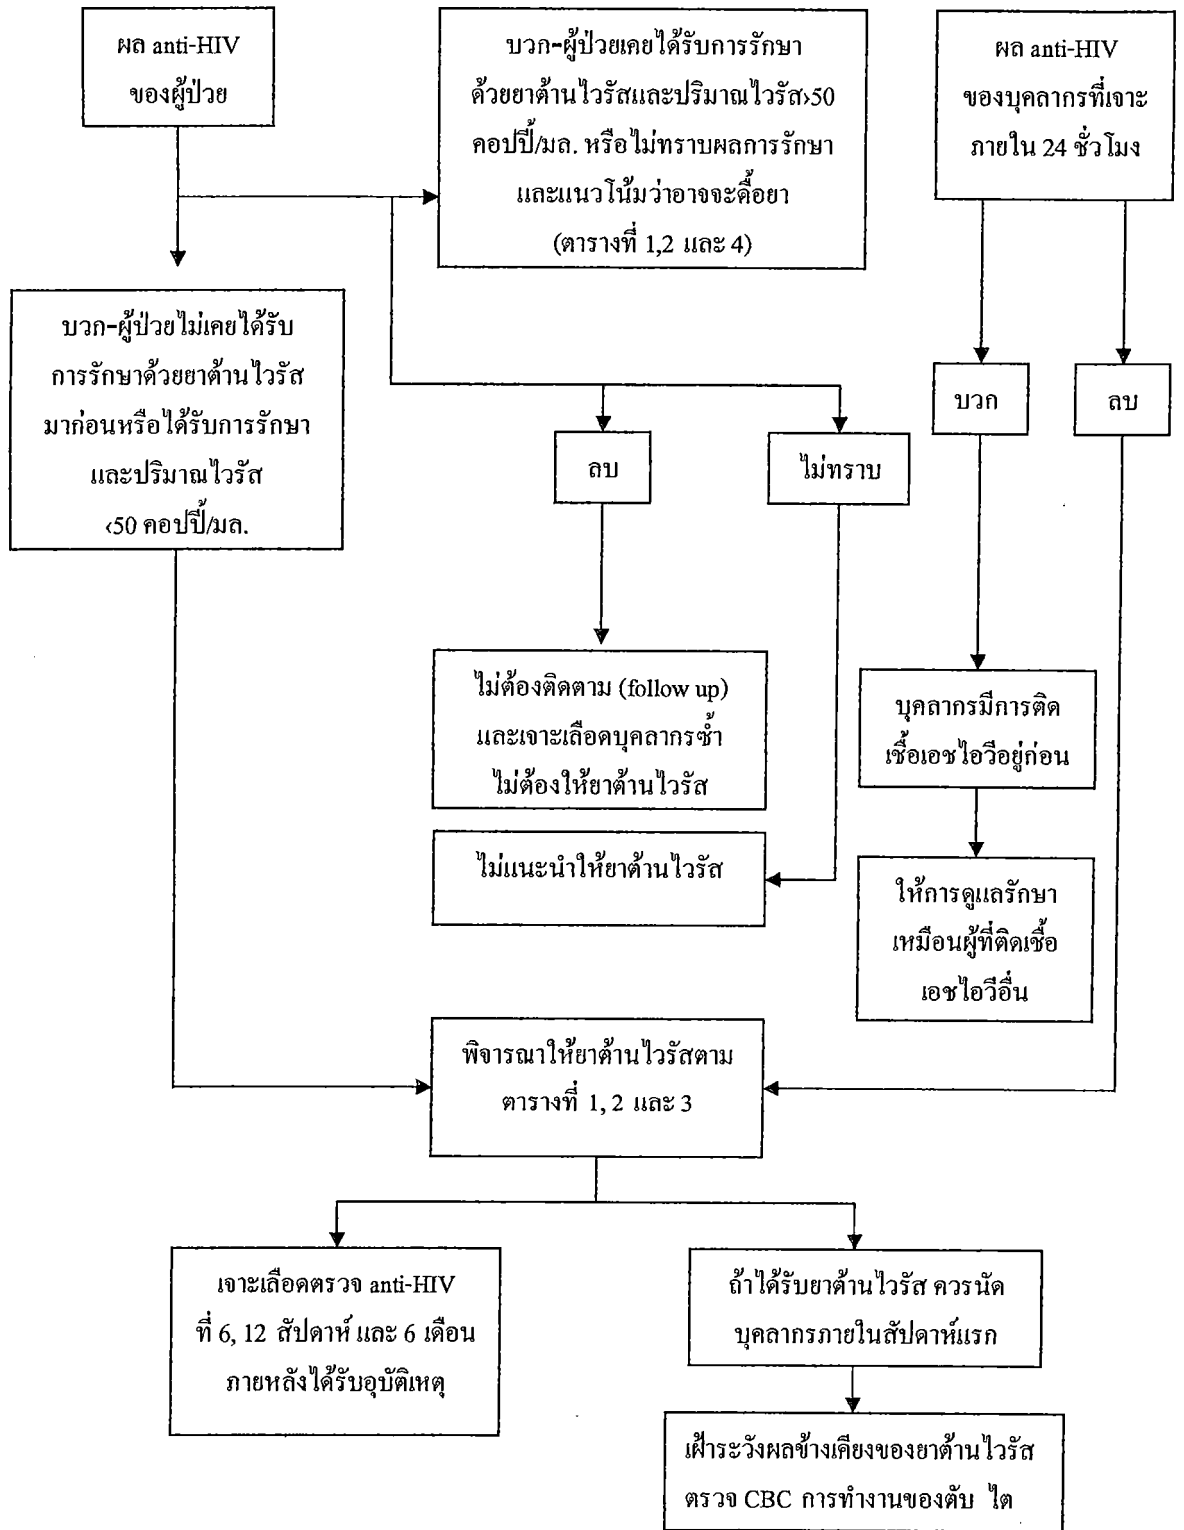 ผล anti-HIV
ของผู้ป่วย
บวก-ผู้ป่วยเคยได้รับการรักษา
ด้วยยาต้านไวรัสและปริมาณไวรัส>50
คอปปี้/มล. หรือไม่ทราบผลการรักษา
และแนวโน้มว่าอาจจะดื้อยา
(ตารางที่ 1,2 และ 4)
ผล anti-HIV
ของบุคลากรที่เจาะ
ภายใน 24 ชั่วโมง
บวก-ผู้ป่วยไม่เคยได้รับ
การรักษาด้วยยาต้านไวรัส
มาก่อนหรือได้รับการรักษา
และปริมาณไวรัส
<50 คอปปี้/มล.
ลบ
ไม่ทราบ
บวก
ลบ
ไม่ต้องติดตาม (follow up)
และเจาะเลือดบุคลากรซ้ำ
ไม่ต้องให้ยาต้านไวรัส
ไม่แนะนำให้ยาต้านไวรัส
บุคลากรมีการติด
เชื้อเอชไอวีอยู่ก่อน
ให้การดูแลรักษา
เหมือนผู้ที่ติดเชื้อ
เอชไอวีอื่น
พิจารณาให้ยาต้านไวรัสตาม
ตารางที่ 1, 2 และ 3
เจาะเลือดตรวจ anti-HIV
ที่ 6, 12 สัปดาห์ และ 6 เดือน
ภายหลังได้รับอุบัติเหตุ
ถ้าได้รับยาต้านไวรัส ควรนัด
บุคลากรภายในสัปดาห์แรก
เฝ้าระวังผลข้างเคียงของยาต้านไวรัส
ตรวจ CBC การทำงานของตับ ไต